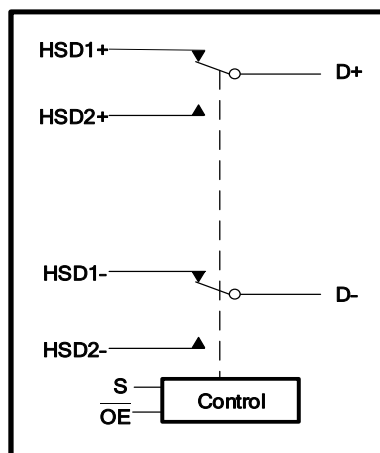 HSD1+
D+
HSD2+
HSD1-
D-
HSD2-
S
OE
Control